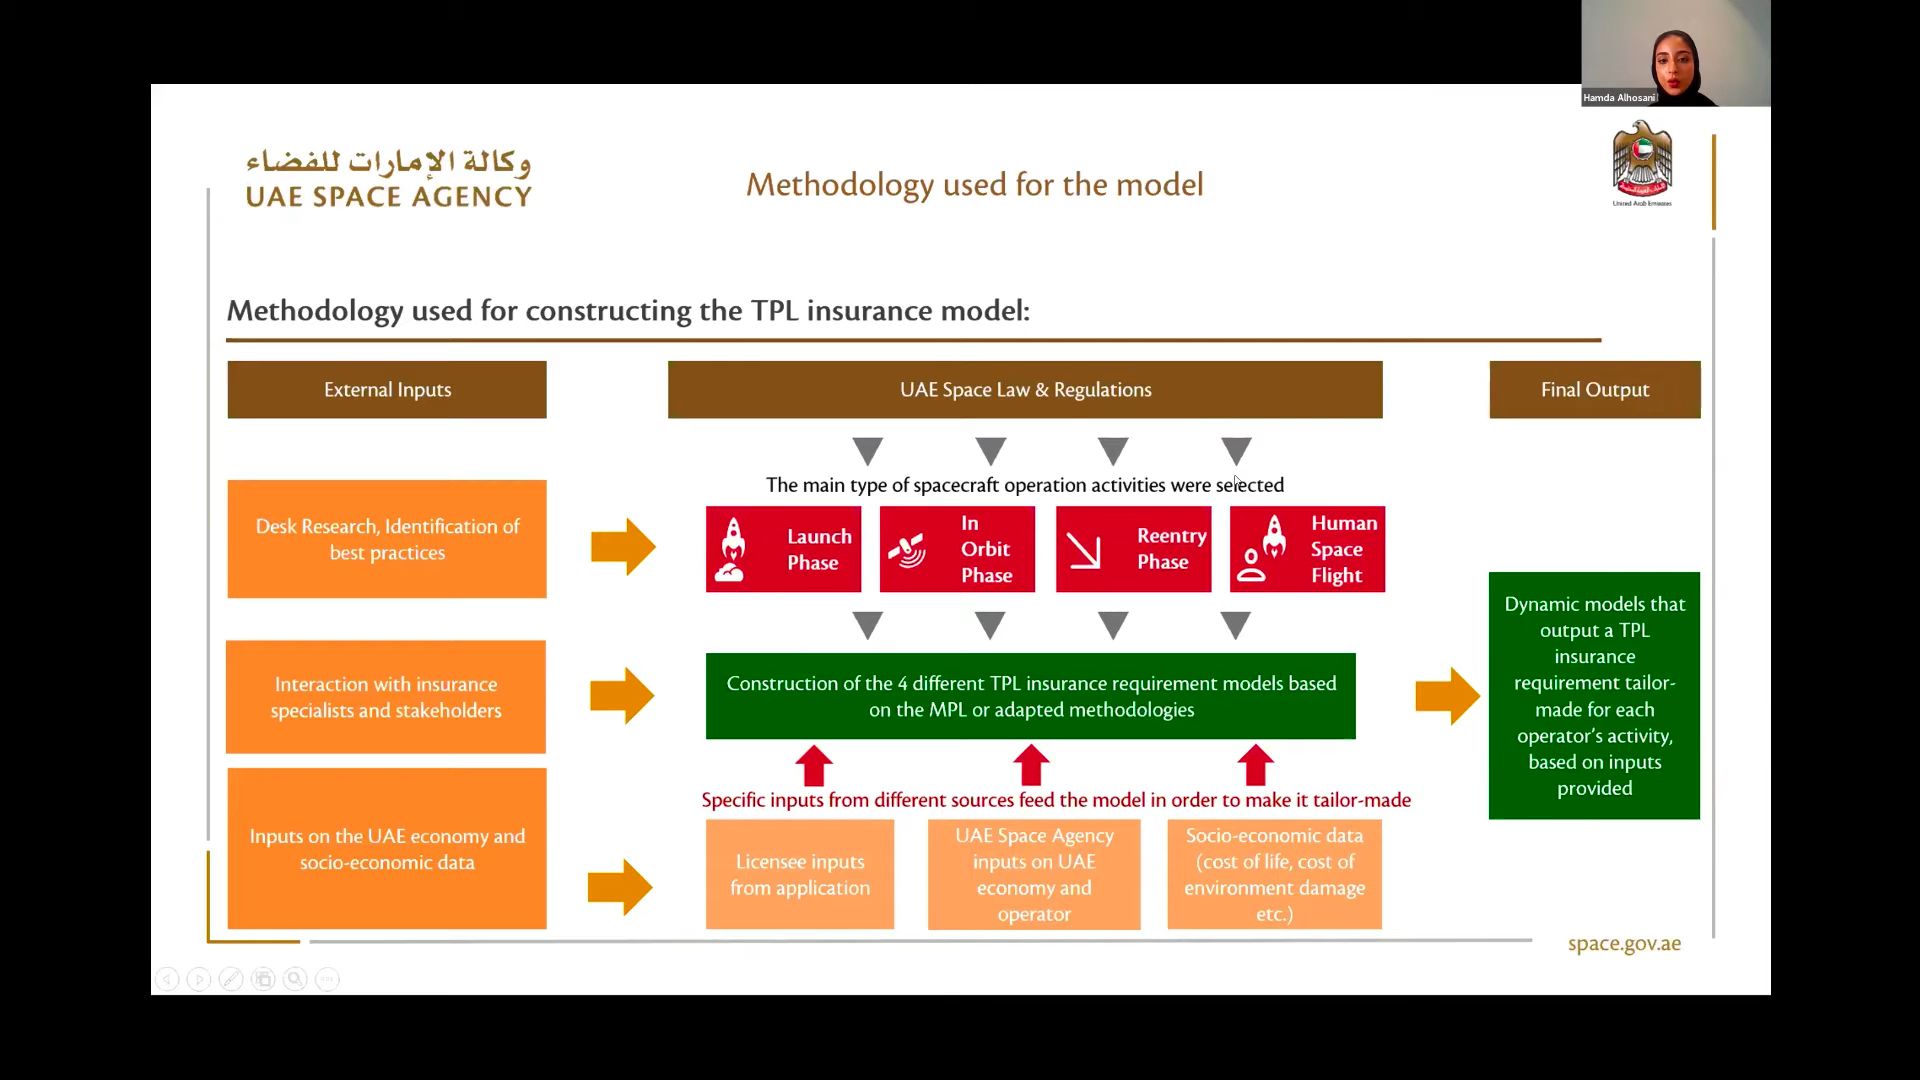 Hamda Alhosani
وكالة الإمارات للفضاء
UAE SPACE AGENCY
Methodology used for the model
United Arab Emirates
Methodology used for constructing the TPL insurance model:
External Inputs
UAE Space Law & Regulations
Final Output
The main type of spacecraft operation activities were selected
Desk Research, Identification of
best practices
Launch
Phase
In
Orbit
Phase
Reentry
Phase
Human
Space
Flight
Interaction with insurance
specialists and stakeholders
Construction of the 4 different TPL insurance requirement models based
on the MPL or adapted methodologies
Dynamic models that
output a TPL
insurance
requirement tailor-
made for each
operator's activity,
based on inputs
provided
Specific inputs from different sources feed the model in order to make it tailor-made
Inputs on the UAE economy and
socio-economic data
Licensee inputs
from application
UAE Space Agency
inputs on UAE
economy and
operator
Socio-economic data
(cost of life, cost of
environment damage
etc.)
space.gov.ae